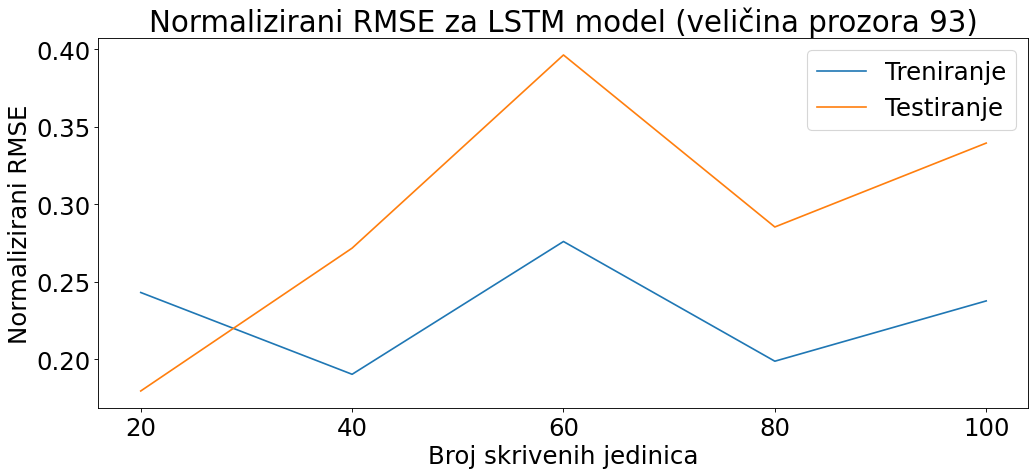 Normalizirani RMSE za LSTM model (veličina prozora 93)
Normalizirani RMSE
0.40
0.35
0.30
0.25
0.20
Treniranje
Testiranje
20 40 60 80 100
Broj skrivenih jedinica